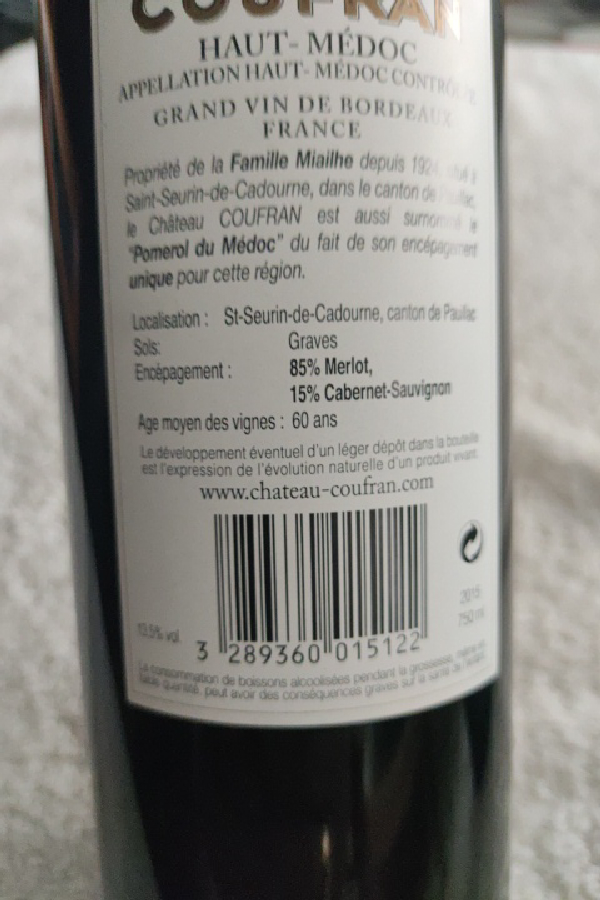 COUFRAN
HAUT-MÉDOC
APPELLATION HAUT-MÉDOC CONTRÔLÉE
GRAND VIN DE BORDEAUX
FRANCE
Propriété de la Famille Miailhe depuis 1924
Saint-Seurin-de-Cadourne, dans le canton de
le Château COUFRAN est aussi surnommé le
"Pomerol du Médoc" du fait de son encépagement
unique pour cette région.
Localisation : St-Seurin-de-Cadourne, canton de Pauillac
Sols: Graves
Encépagement : 85% Merlot,
15% Cabernet-Sauvignon
Age moyen des vignes : 60 ans
Le développement éventuel d'un léger dépôt dans la bouteille
est l'expression de l'évolution naturelle d'un produit vivant.
www.chateau-coufran.com
2015
13.5% vol. 750 ml
3 289360 015122
La consommation de boissons alcoolisées pendant la grossesse, même en
faible quantité, peut avoir des conséquences graves sur la santé de l'enfant.